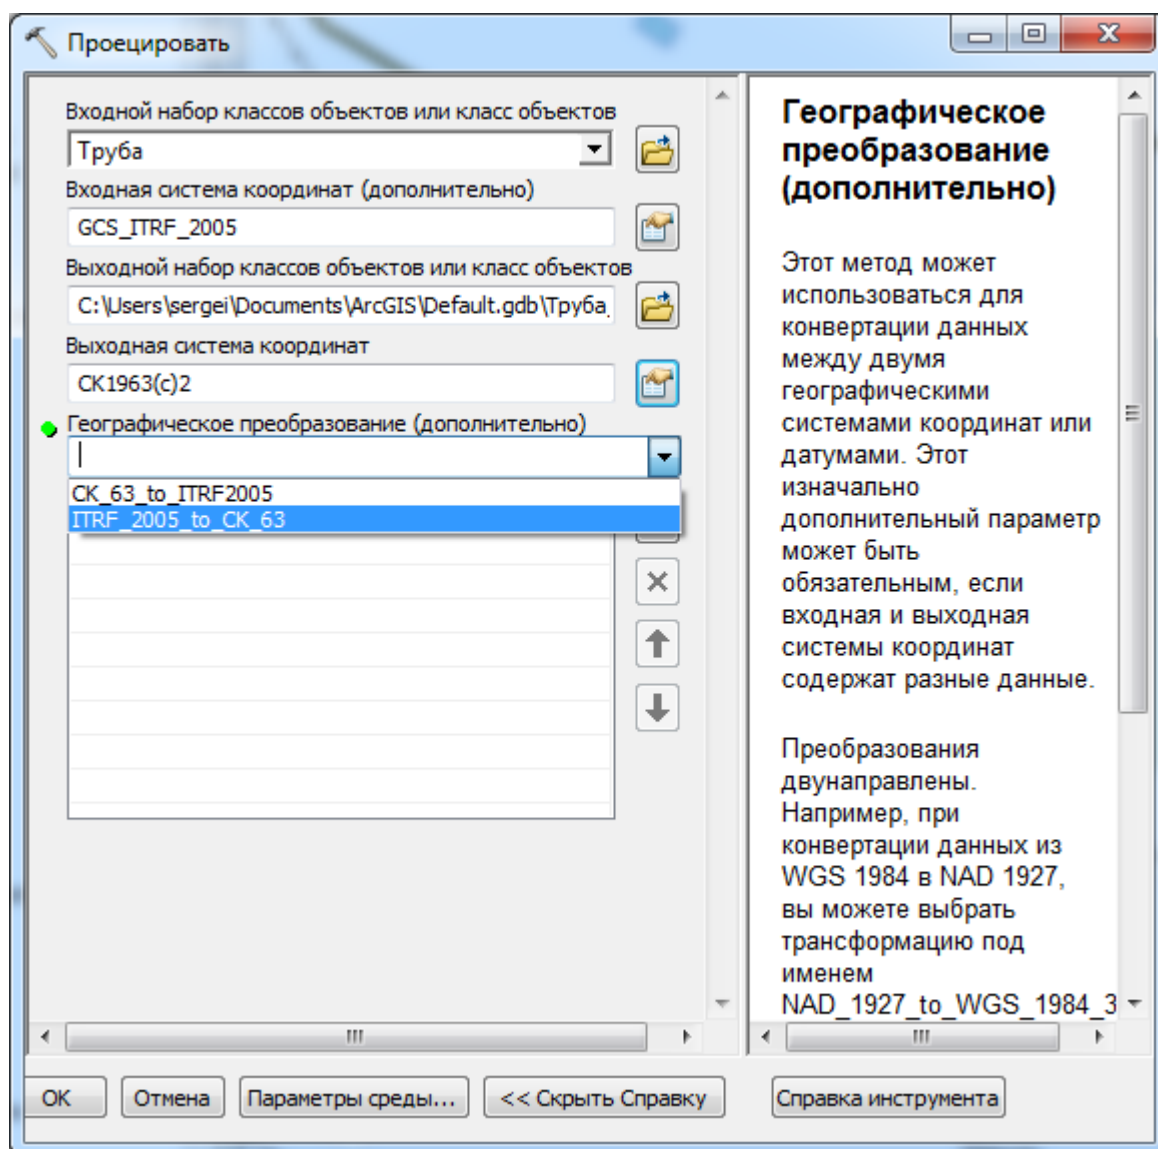 Проецировать
Входной набор классов объектов или класс объектов
Труба
Входная система координат (дополнительно)
GCS_ITRF_2005
Выходной набор классов объектов или класс объектов
C:\Users\sergei\Documents\ArcGIS\Default.gdb\Труба_
Выходная система координат
СК1963(с)2
Географическое преобразование (дополнительно)
CK_63_to_ITRF2005
ITRF_2005_to_CK_63
Географическое
преобразование
(дополнительно)
Этот метод может
использоваться для
конвертации данных
между двумя
географическими
системами координат или
датумами. Этот
изначально
дополнительный параметр
может быть
обязательным, если
входная и выходная
системы координат
содержат разные данные.
Преобразования
двунаправлены.
Например, при
конвертации данных из
WGS 1984 в NAD 1927,
вы можете выбрать
трансформацию под
именем
NAD_1927_to_WGS_1984_3
OK
Отмена
Параметры среды...
<< Скрыть Справку
Справка инструмента